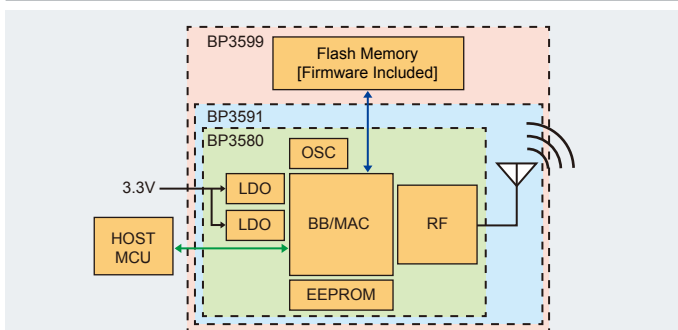 BP3599
Flash Memory
[Firmware Included]
BP3591
BP3580
OSC
3.3V
LDO
LDO
BB/MAC
RF
HOST
MCU
EEPROM